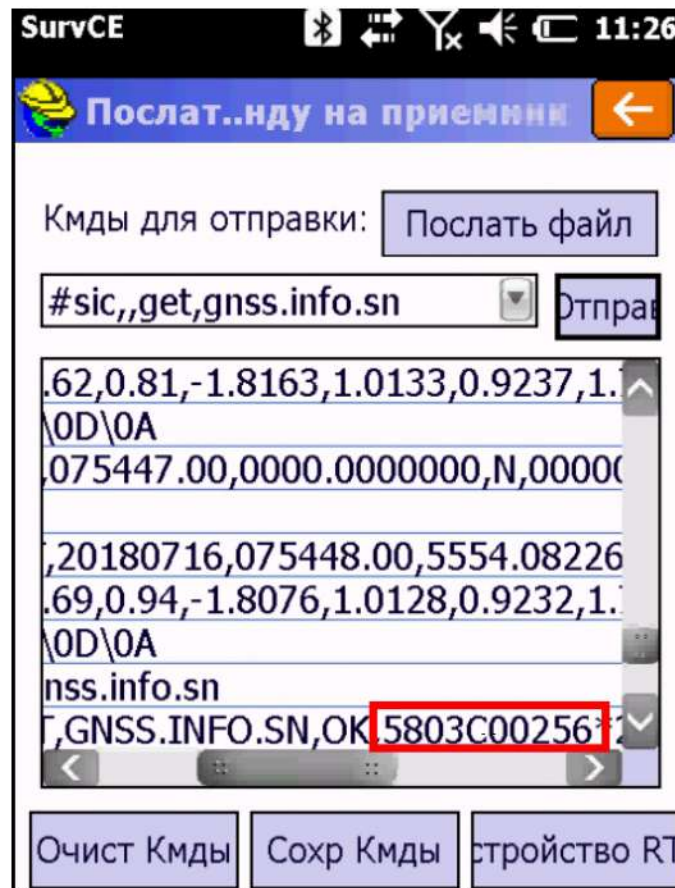 SurvCE 11:26
Послат..нду на приемник
Кмды для отправки: Послать файл
#sic,,get,gnss.info.sn Отправ
.62,0.81,-1.8163,1.0133,0.9237,1.
\0D\0A
,075447.00,0000.0000000,N,00000
,20180716,075448.00,5554.08226
.69,0.94,-1.8076,1.0128,0.9232,1.
\0D\0A
nss.info.sn
,GNSS.INFO.SN,OK,5803C00256*2
Очист Кмды Сохр Кмды стройство RT